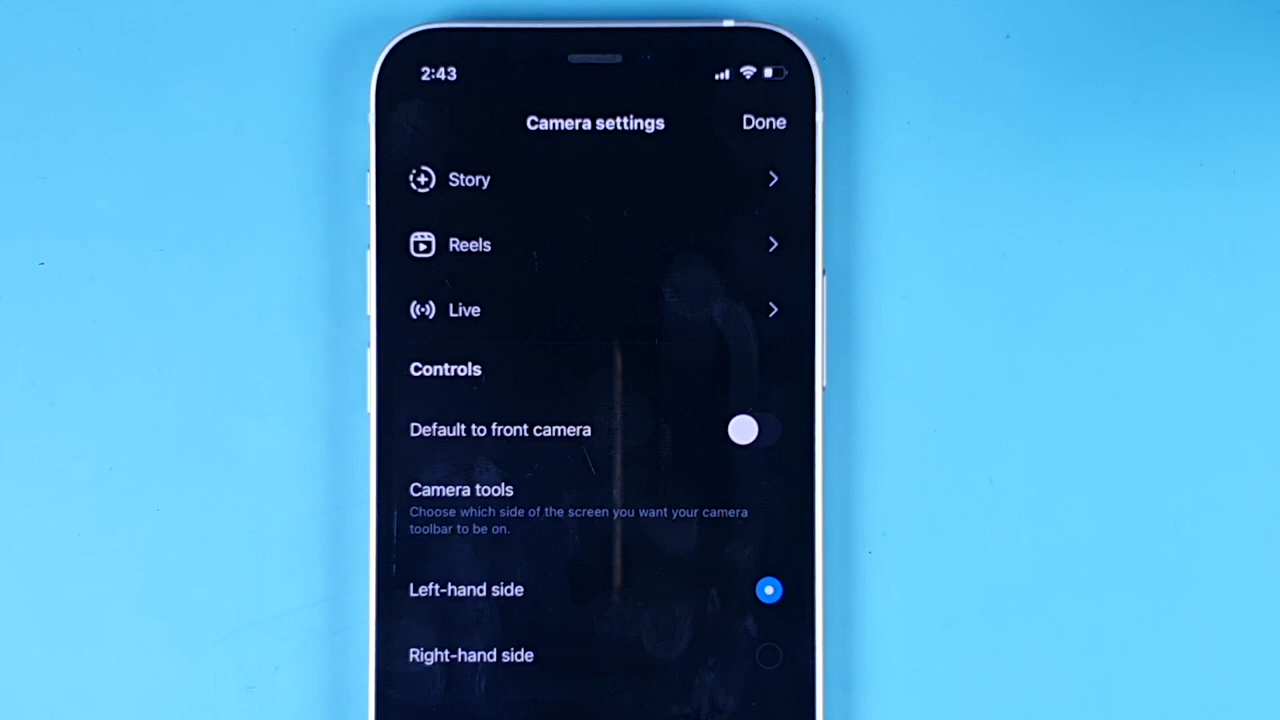 2:43
Camera settings
Done
Story
Reels
Live
Controls
Default to front camera
Camera tools
Choose which side of the screen you want your camera
toolbar to be on.
Left-hand side
Right-hand side